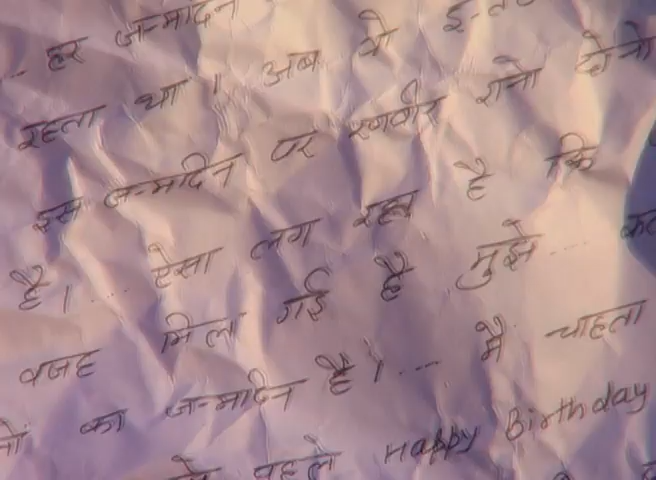 ... हर जन्मदिन
रहता था। अब ये
इस जन्मदिन पर रणवीर रानो दोनो
है।.... ऐसा लग रहा है कि
वजह मिल गई है मुझे....
का जन्मदिन है।.... मै चाहता
पहले Happy Birthday